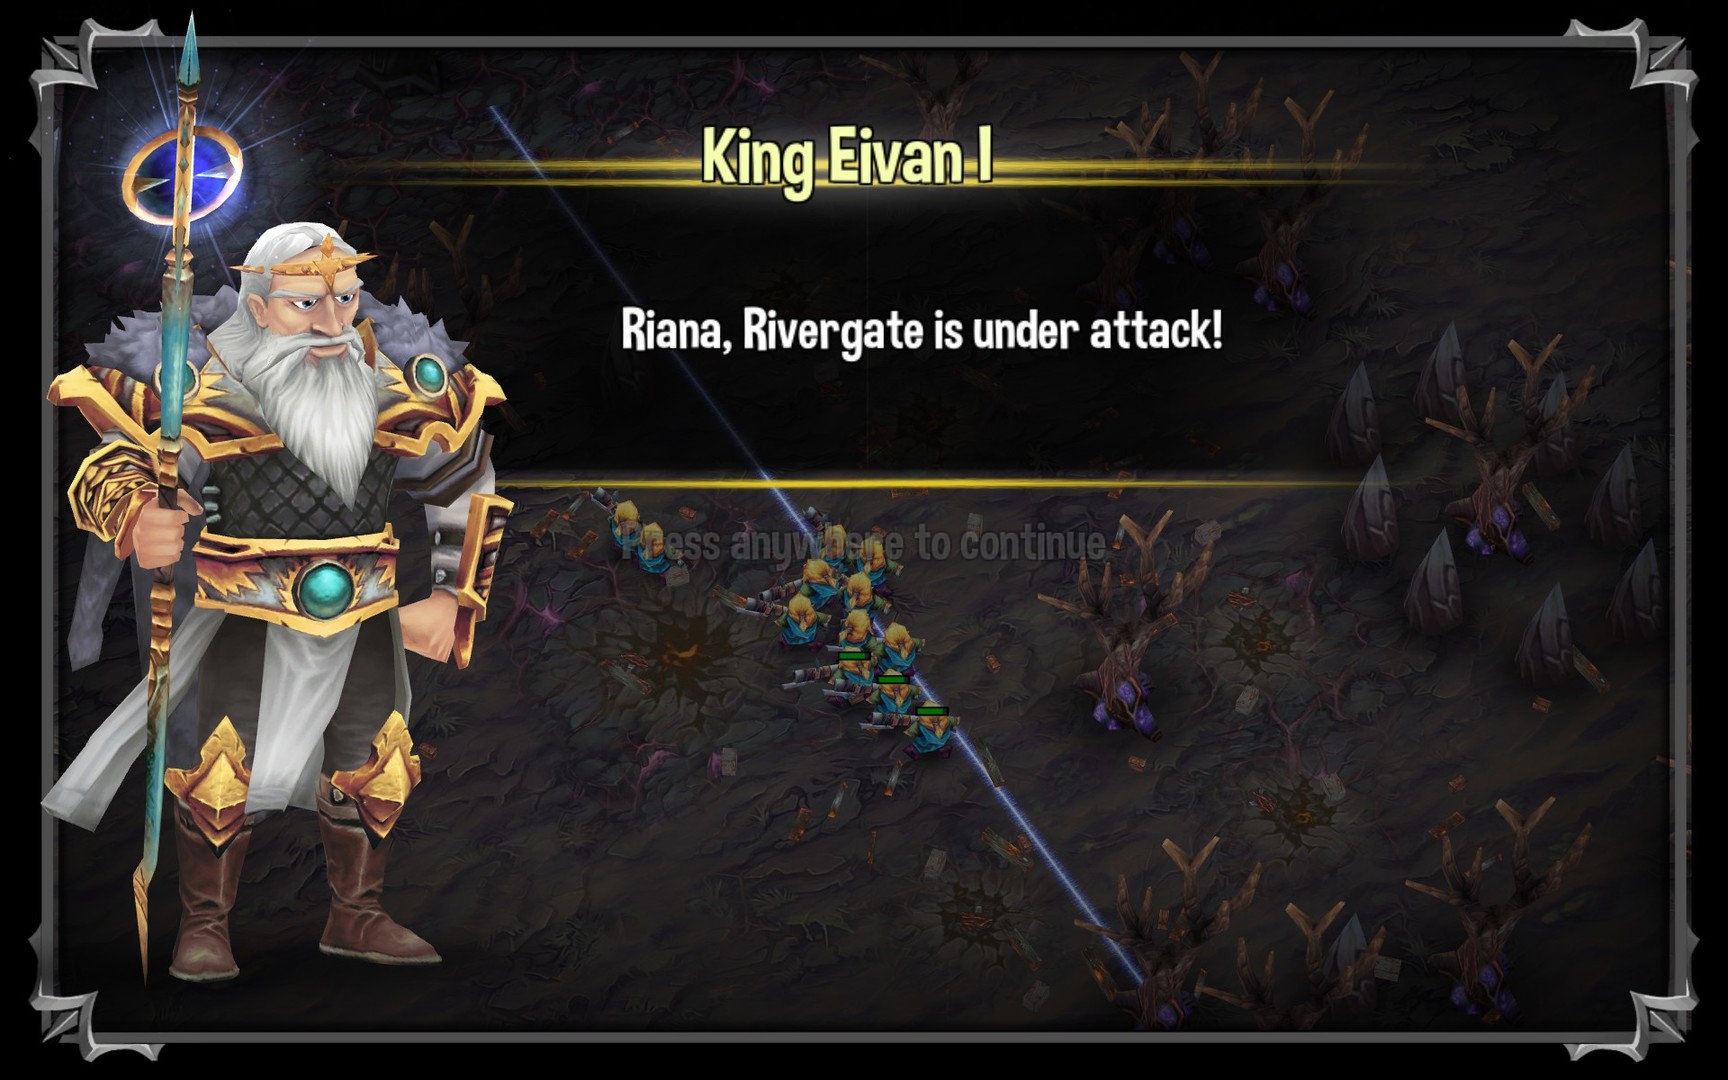 King Eivan I
Riana, Rivergate is under attack!
Press anywhere to continue